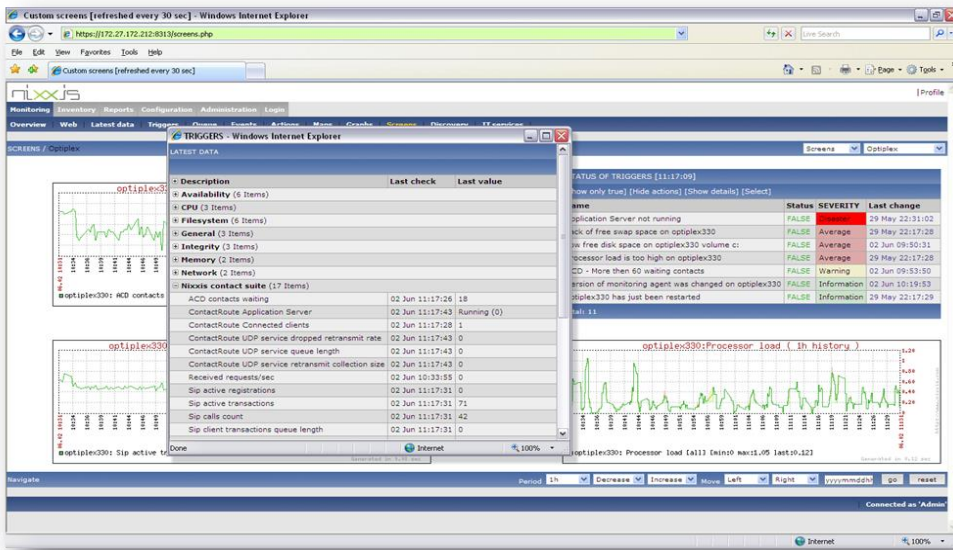 Custom screens [refreshed every 30 sec] - Windows Internet Explorer
https://172.27.172.212:8313/screens.php
Live Search
File Edit View Favorites Tools Help
Custom screens [refreshed every 30 sec]
Page Tools
nixxis
Profile
Monitoring Inventory Reports Configuration Administration Login
Overview Web Latest data Triggers Queue Events Actions Maps Graphs Screens Discovery IT services
SCREENS / Optiplex
Screens Optiplex
TRIGGERS - Windows Internet Explorer
LATEST DATA
Description Last check Last value
Availability (6 Items)
CPU (3 Items)
Filesystem (6 Items)
General (3 Items)
Integrity (3 Items)
Memory (2 Items)
Network (2 Items)
Nixxis contact suite (17 Items)
ACD contacts waiting 02 Jun 11:17:26 18
ContactRoute Application Server 02 Jun 11:17:43 Running (0)
ContactRoute Connected clients 02 Jun 11:17:28 1
ContactRoute UDP service dropped retransmit rate 02 Jun 11:17:43 0
ContactRoute UDP service queue length 02 Jun 11:17:43 0
ContactRoute UDP service retransmit collection size 02 Jun 11:17:43 0
Received requests/sec 02 Jun 10:33:55 0
Sip active registrations 02 Jun 11:17:31 0
Sip active transactions 02 Jun 11:17:31 71
Sip calls count 02 Jun 11:17:31 42
Sip client transactions queue length 02 Jun 11:17:31 0
Done Internet 100%
optiplex330: ACD contacts
optiplex330
optiplex330: Sip active tr
TATUS OF TRIGGERS [11:17:09]
how only true] [Hide actions] [Show details] [Select]
ame Status SEVERITY Last change
pplication Server not running FALSE Disaster 29 May 22:31:02
ack of free swap space on optiplex330 FALSE Average 29 May 22:17:28
ow free disk space on optiplex330 volume c: FALSE Average 02 Jun 09:50:31
rocessor load is too high on optiplex330 FALSE Average 29 May 22:17:28
CD - More then 60 waiting contacts FALSE Warning 02 Jun 09:53:50
ersion of monitoring agent was changed on optiplex330 FALSE Information 02 Jun 10:19:53
ptiplex330 has just been restarted FALSE Information 29 May 22:17:29
tal: 11
optiplex330:Processor load ( 1h history )
optiplex330: Processor load [all] [min:0 max:1.05 last:0.12]
Navigate
Period 1h Decrease Increase Move Left Right yyyymmddhh go reset
Connected as 'Admin'
Internet 100%